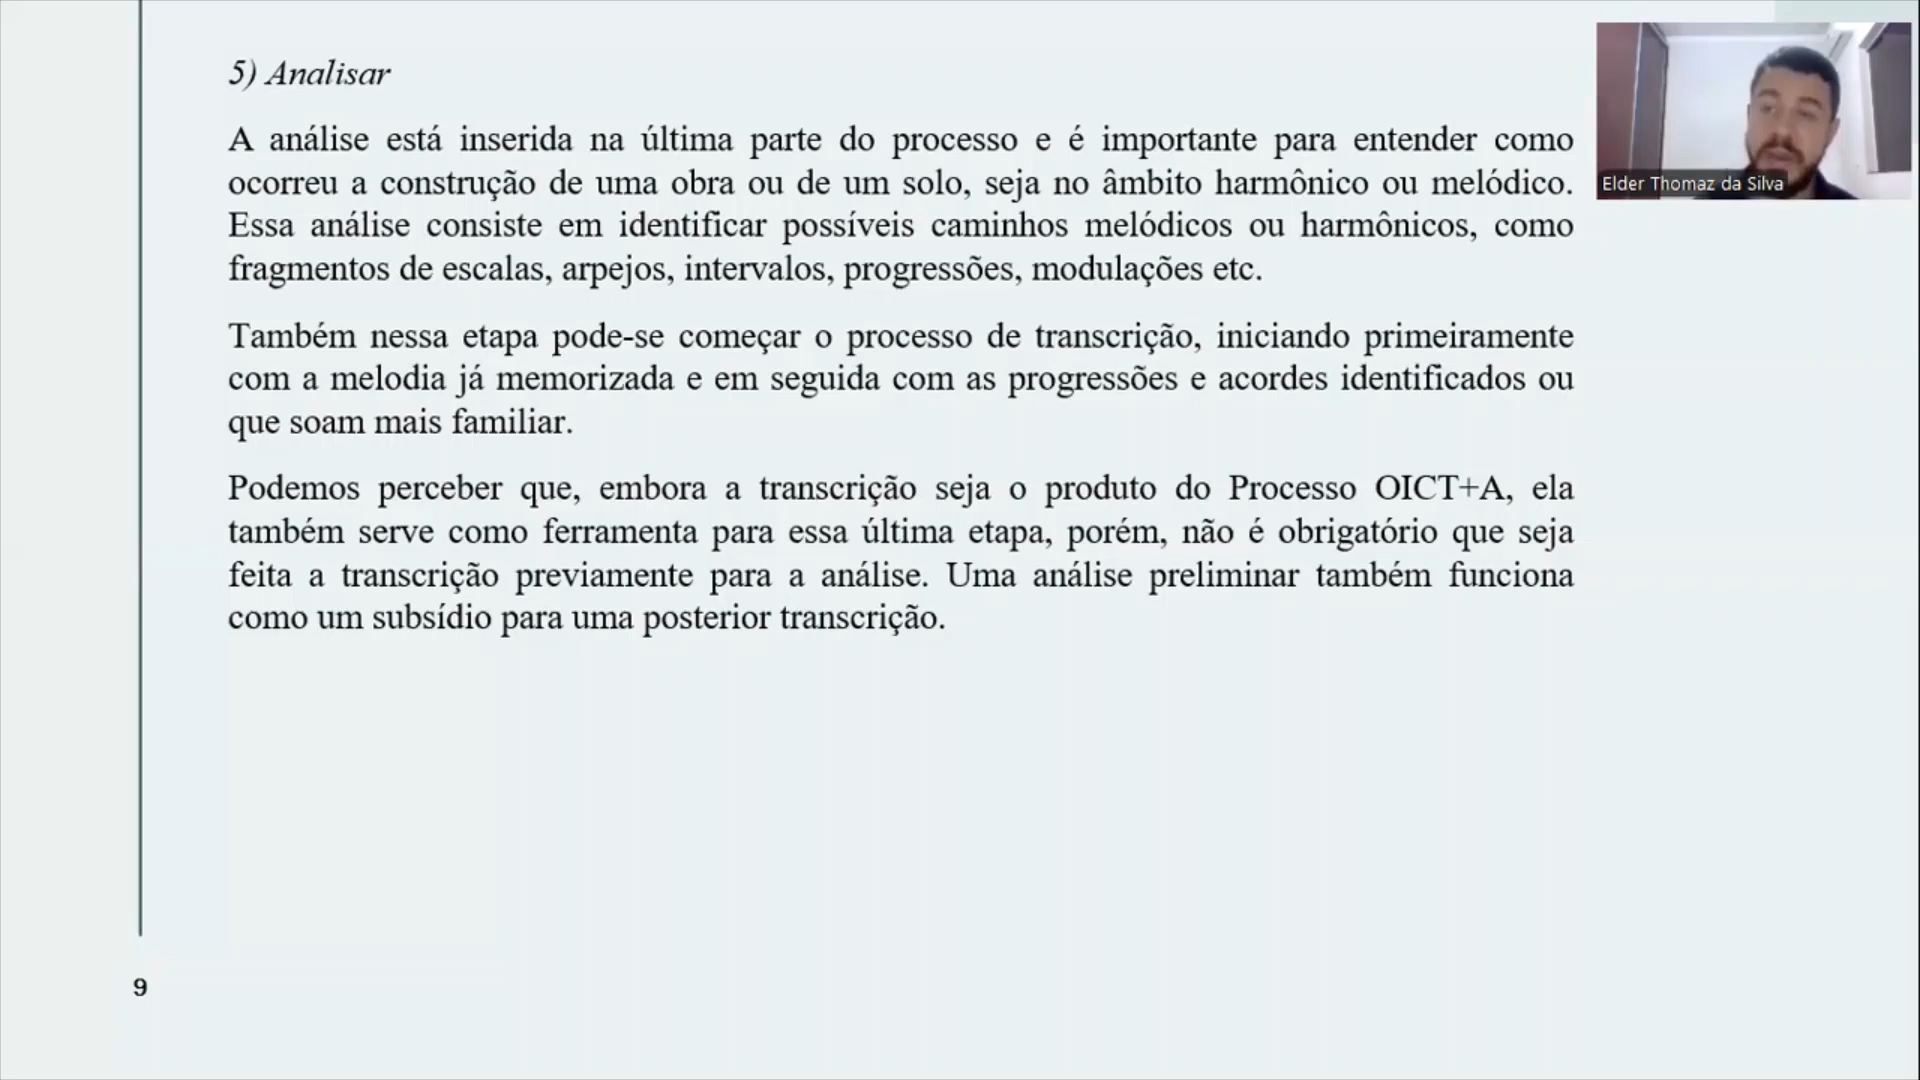 5) Analisar
A análise está inserida na última parte do processo e é importante para entender como
ocorreu a construção de uma obra ou de um solo, seja no âmbito harmônico ou melódico.
Essa análise consiste em identificar possíveis caminhos melódicos ou harmônicos, como
fragmentos de escalas, arpejos, intervalos, progressões, modulações etc.
Também nessa etapa pode-se começar o processo de transcrição, iniciando primeiramente
com a melodia já memorizada e em seguida com as progressões e acordes identificados ou
que soam mais familiar.
Podemos perceber que, embora a transcrição seja o produto do Processo OICT+A, ela
também serve como ferramenta para essa última etapa, porém, não é obrigatório que seja
feita a transcrição previamente para a análise. Uma análise preliminar também funciona
como um subsídio para uma posterior transcrição.
9
Elder Thomaz da Silva